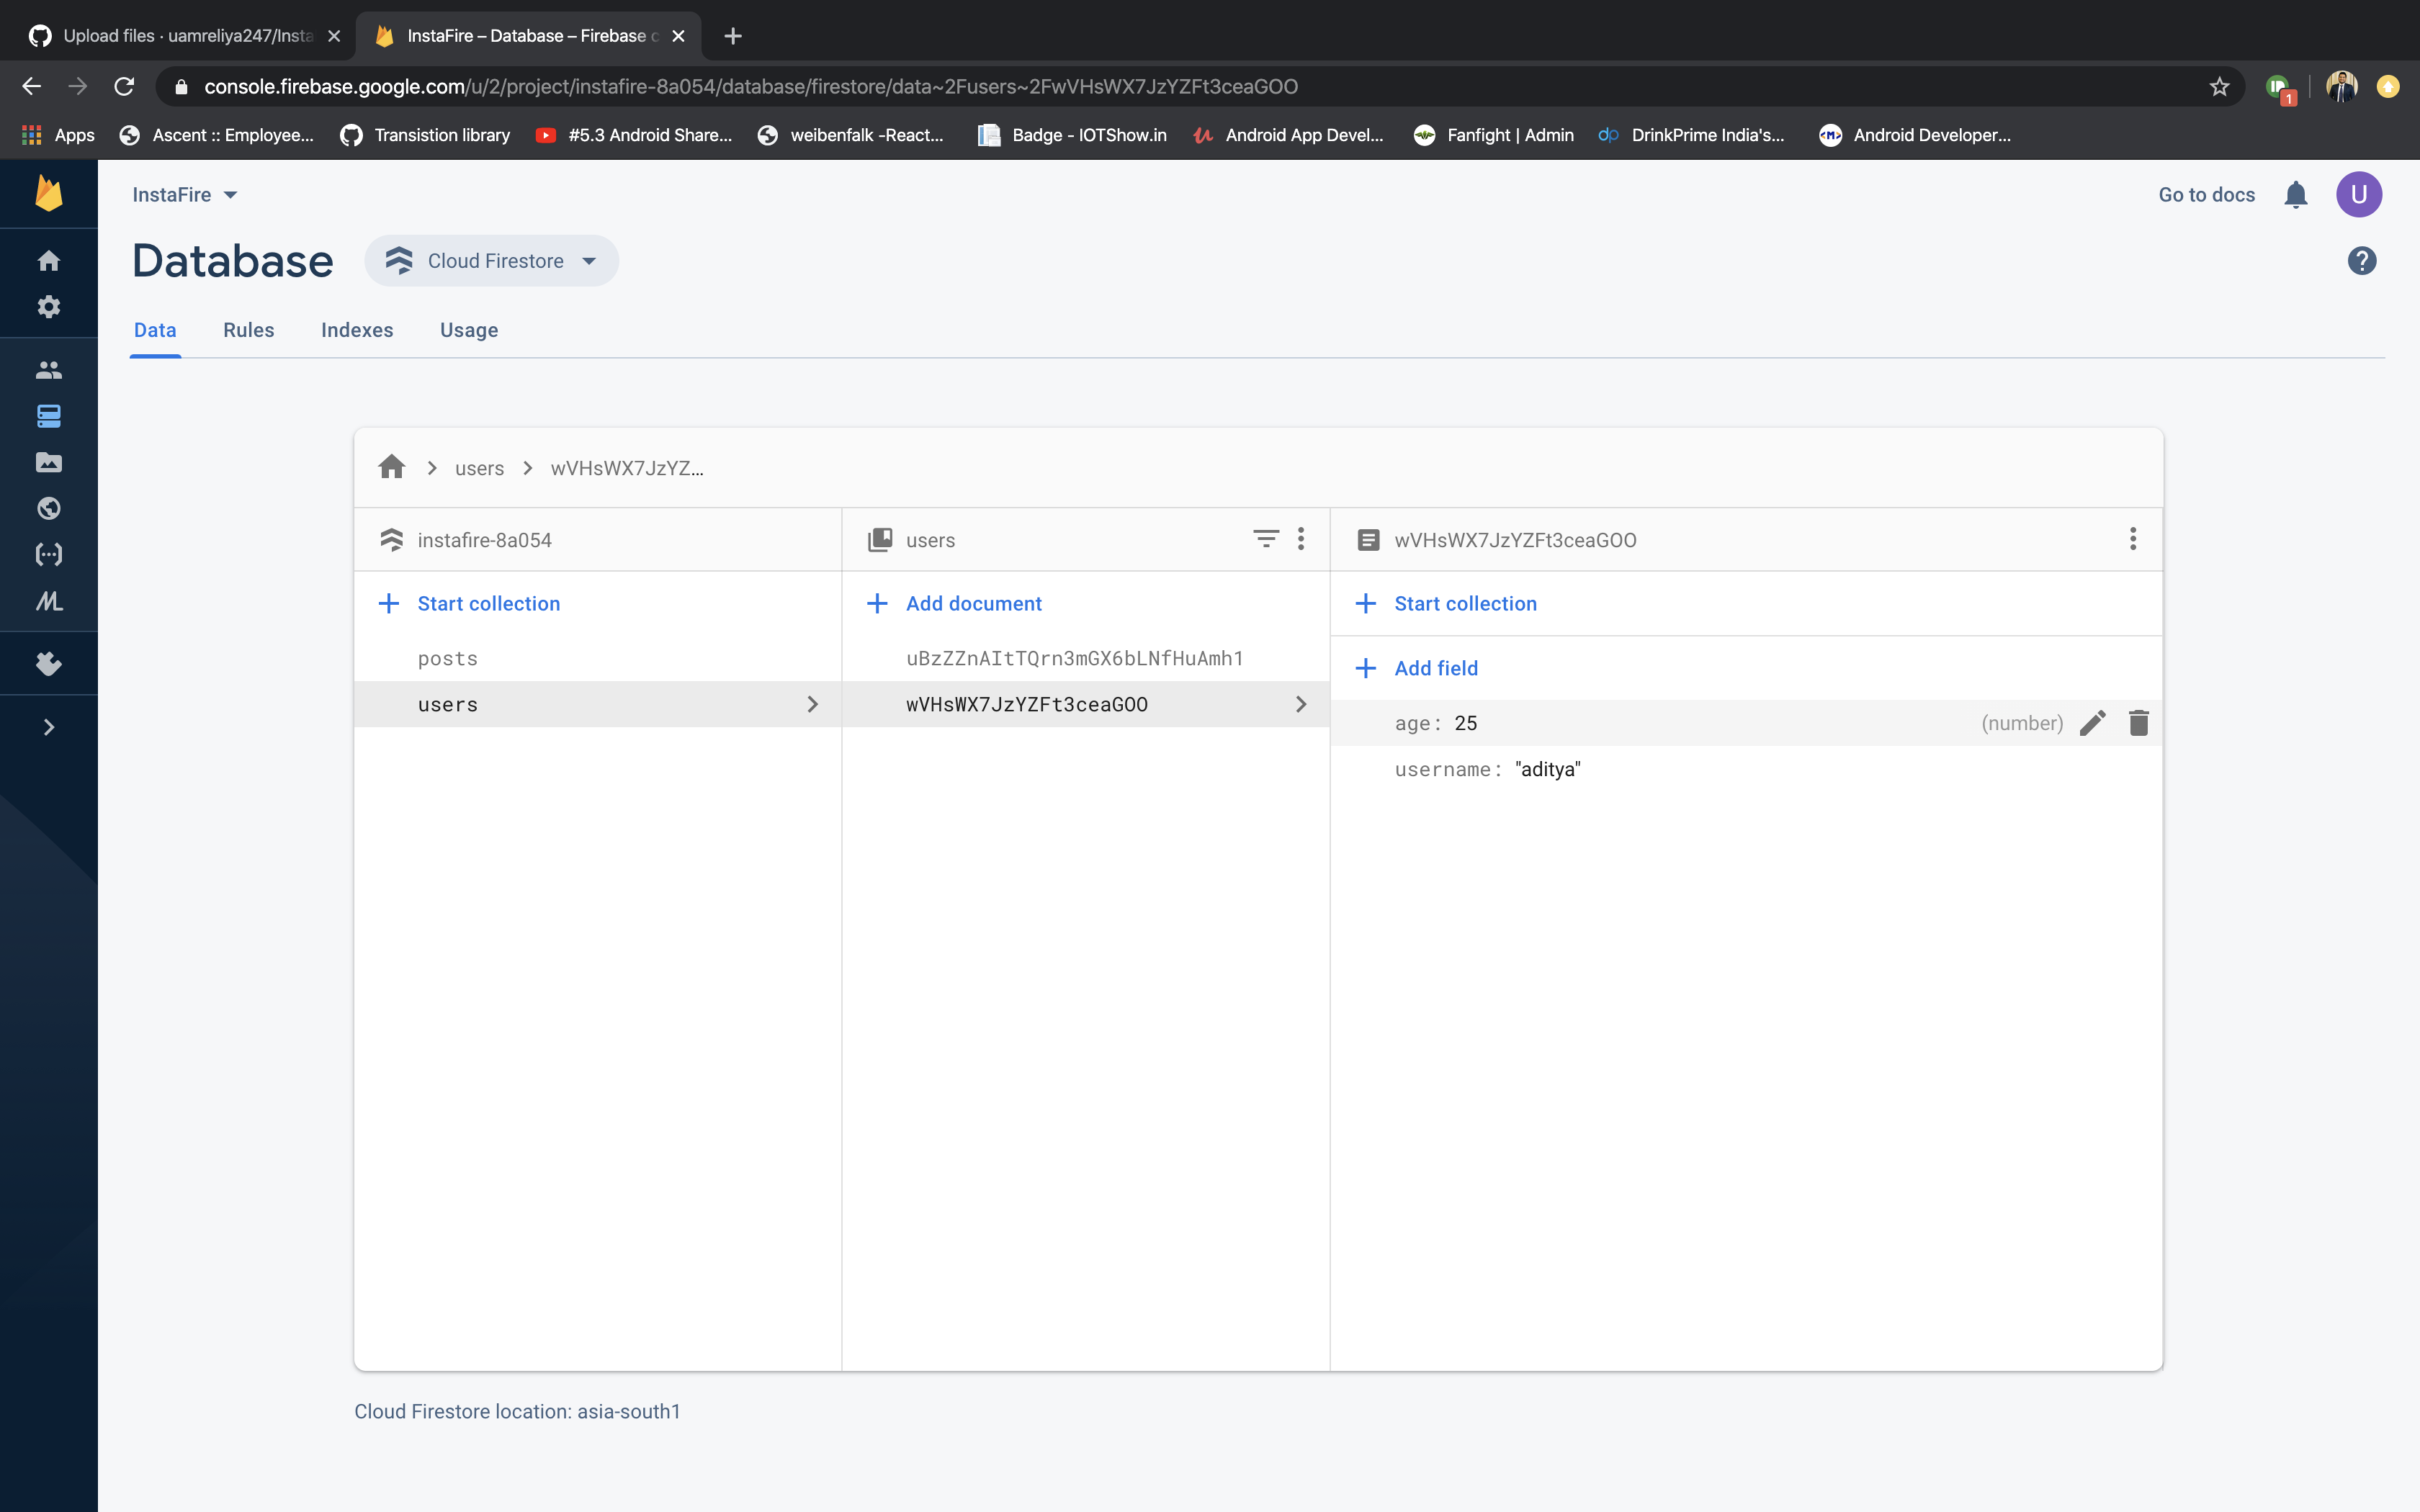 Upload files · uamreliya247/Insta
InstaFire – Database – Firebase c
console.firebase.google.com/u/2/project/instafire-8a054/database/firestore/data~2Fusers~2FwVHsWX7JzYZFt3ceaGOO
1
Apps
Ascent :: Employee...
Transistion library
#5.3 Android Share...
weibenfalk -React...
Badge - IOTShow.in
Android App Devel...
Fanfight | Admin
dp
DrinkPrime India's...
<M>
Android Developer...
InstaFire
Go to docs
U
Database
Cloud Firestore
?
Data
Rules
Indexes
Usage
users
wVHsWX7JzYZ...
instafire-8a054
users
wVHsWX7JzYZFt3ceaGOO
Start collection
Add document
Start collection
posts
uBzZZnAItTQrn3mGX6bLNfHuAmh1
Add field
users
wVHsWX7JzYZFt3ceaGOO
age: 25
(number)
username: "aditya"
ML
Cloud Firestore location: asia-south1